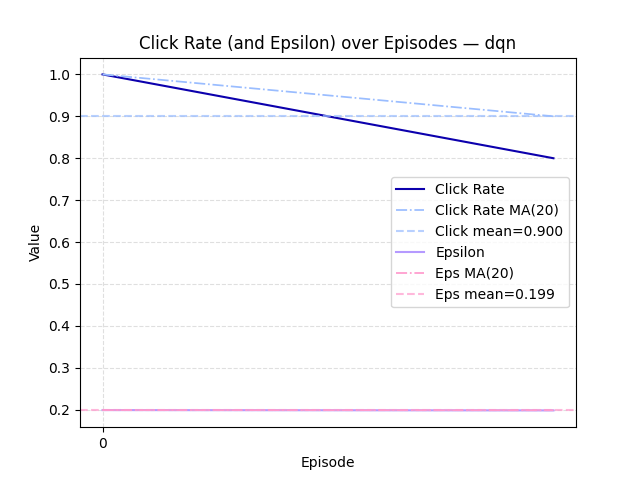 Click Rate (and Epsilon) over Episodes — dqn
Value
1.0
0.9
0.8
0.7
0.6
0.5
0.4
0.3
0.2
Click Rate
Click Rate MA(20)
Click mean=0.900
Epsilon
Eps MA(20)
Eps mean=0.199
0
Episode